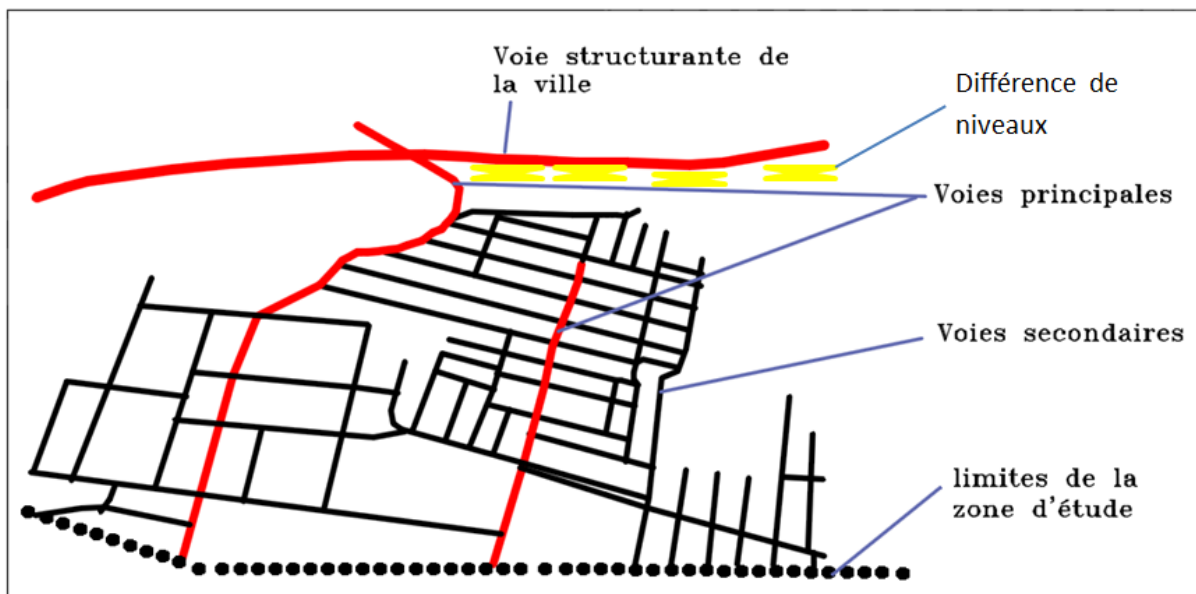 Voie structurante de
la ville
Différence de
niveaux
Voies principales
Voies secondaires
limites de la
zone d'étude